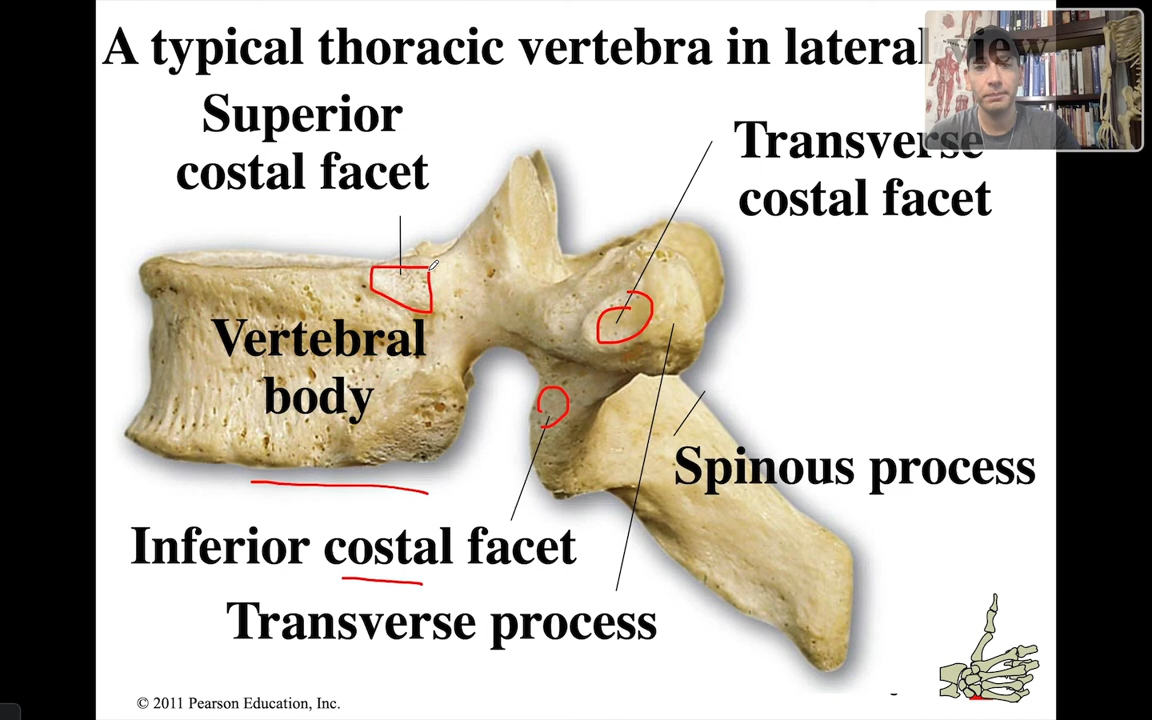 A typical thoracic vertebra in lateral view
Superior
costal facet
Transverse
costal facet
Vertebral
body
Spinous process
Inferior costal facet
Transverse process
© 2011 Pearson Education, Inc.